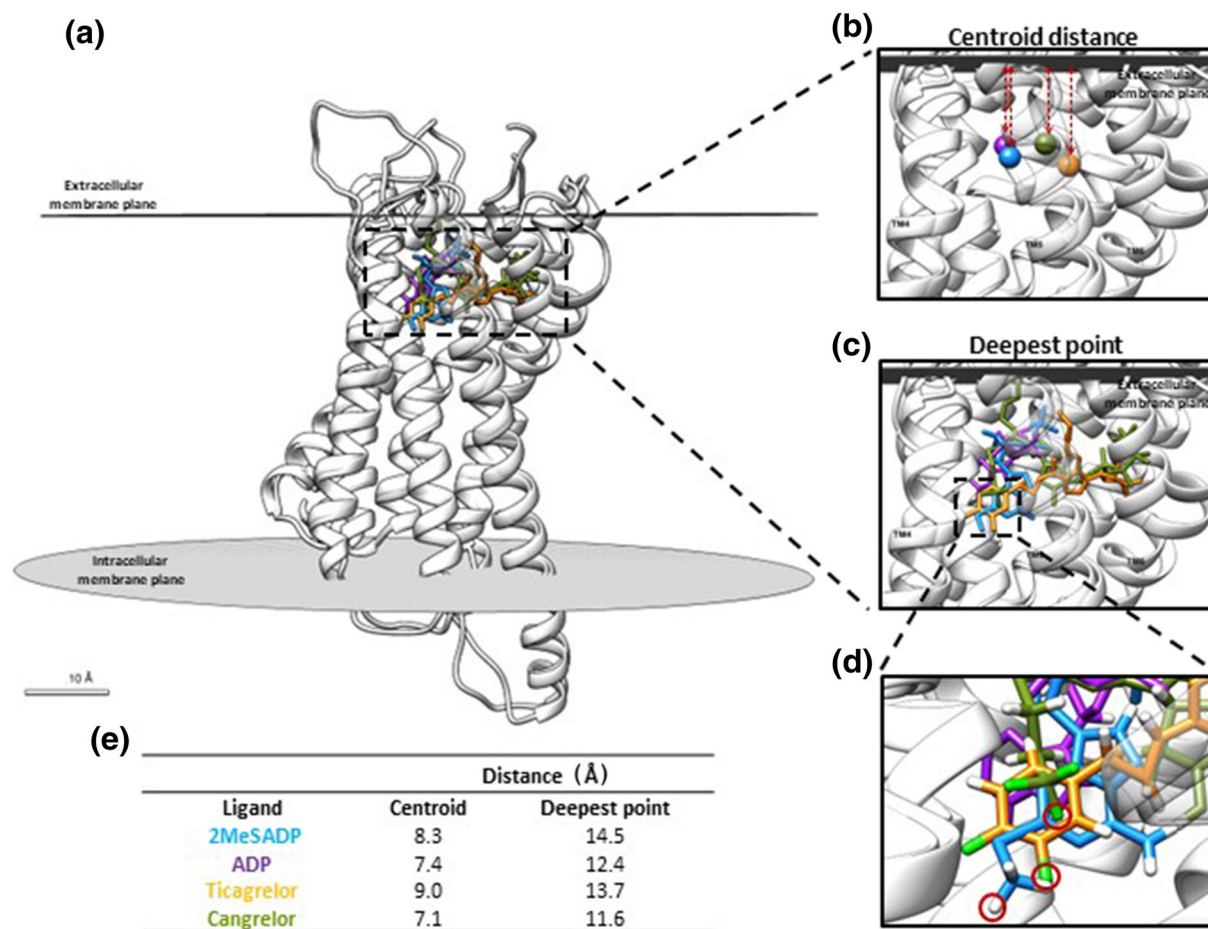 (a)
Extracellular
membrane plane
Intracellular
membrane plane
10 Å
(b)
Centroid distance
Extracellular
membrane plane
TM4
TM5
TM6
(c)
Deepest point
Extracellular
membrane plane
TM4
TM6
(d)
(e)
Distance (Å)
Ligand Centroid Deepest point
2MeSADP 8.3 14.5
ADP 7.4 12.4
Ticagrelor 9.0 13.7
Cangrelor 7.1 11.6